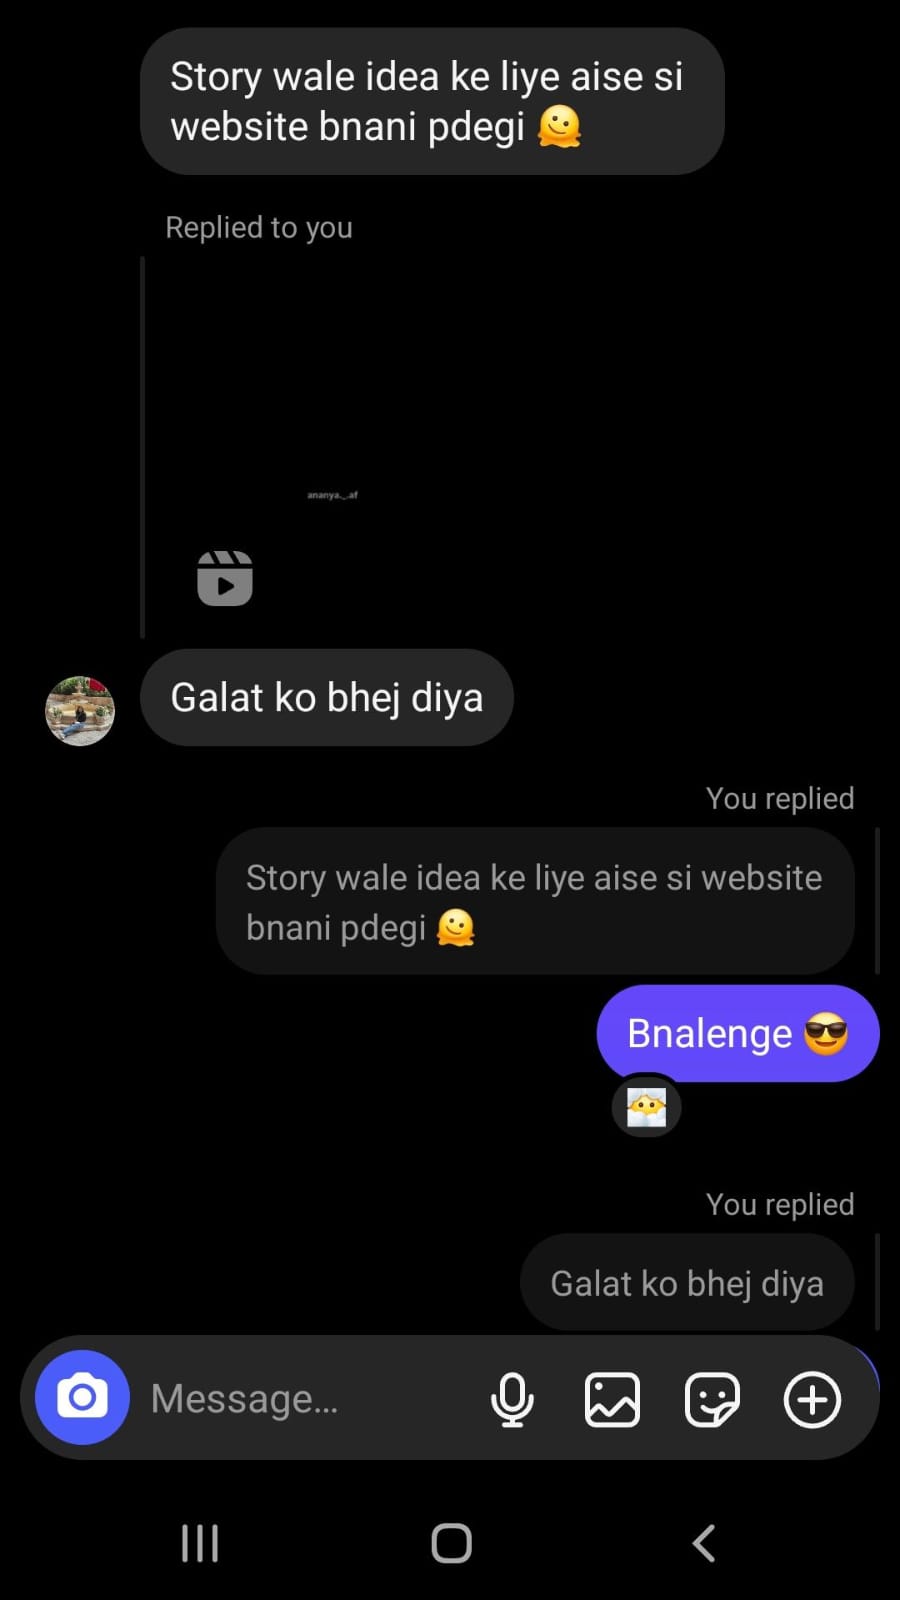 Story wale idea ke liye aise si
website bnani pdegi 🫠
Replied to you
ananya._.af
Galat ko bhej diya
You replied
Story wale idea ke liye aise si website
bnani pdegi 🫠
Bnalenge 😎
You replied
Galat ko bhej diya
Message...